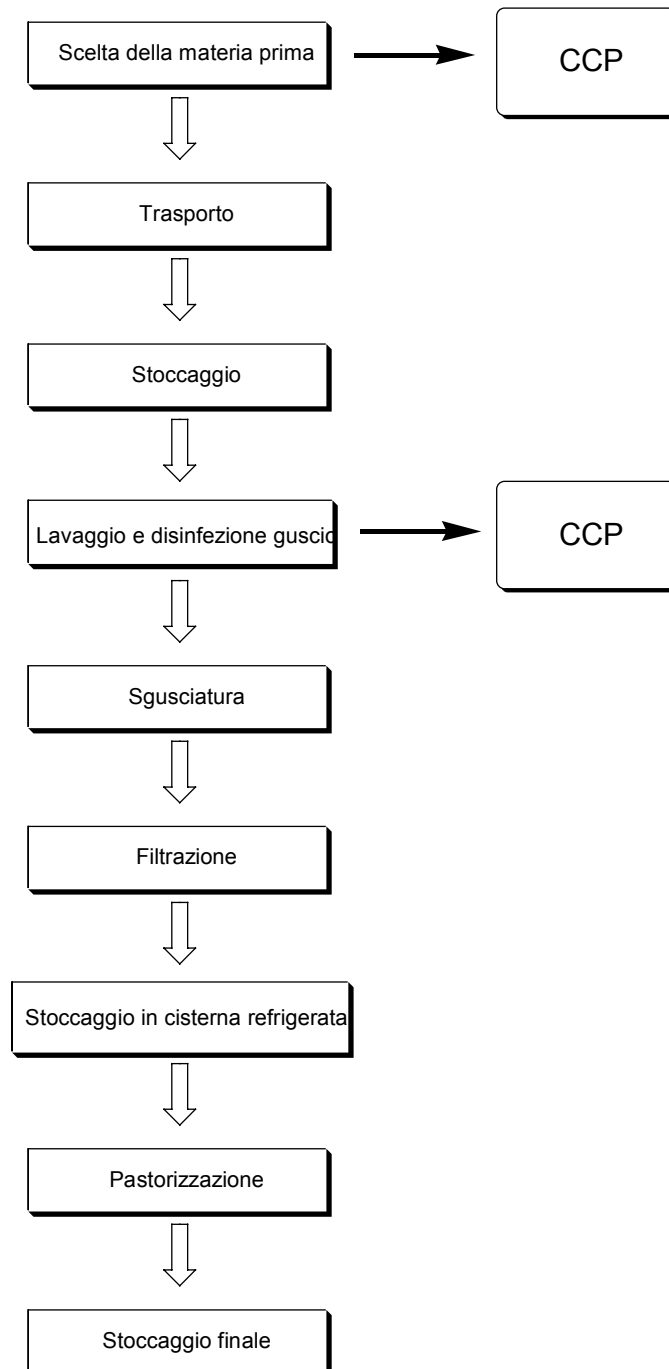 Scelta della materia prima
CCP
Trasporto
Stoccaggio
Lavaggio e disinfezione guscio
CCP
Sgusciatura
Filtrazione
Stoccaggio in cisterna refrigerata
Pastorizzazione
Stoccaggio finale